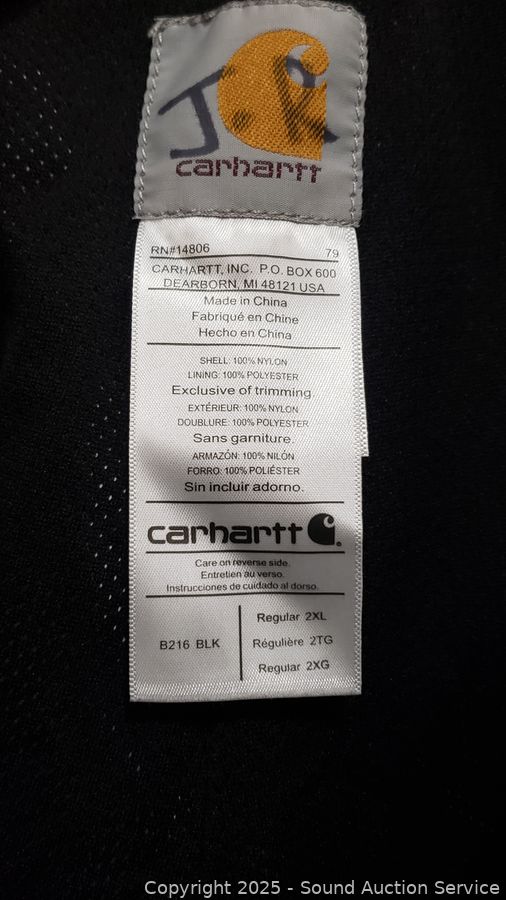 J.K
carhartt
RN#14806 79
CARHARTT, INC. P.O. BOX 600
DEARBORN, MI 48121 USA
Made in China
Fabriqué en Chine
Hecho en China
SHELL: 100% NYLON
LINING: 100% POLYESTER
Exclusive of trimming.
EXTÉRIEUR: 100% NYLON
DOUBLURE: 100% POLYESTER
Sans garniture.
ARMAZÓN: 100% NILÓN
FORRO: 100% POLIÉSTER
Sin incluir adorno.
carhartt
Care on reverse side.
Entretien au verso.
Instrucciones de cuidado al dorso.
B216 BLK
Regular 2XL
Régulière 2TG
Regular 2XG
Copyright 2025 - Sound Auction Service